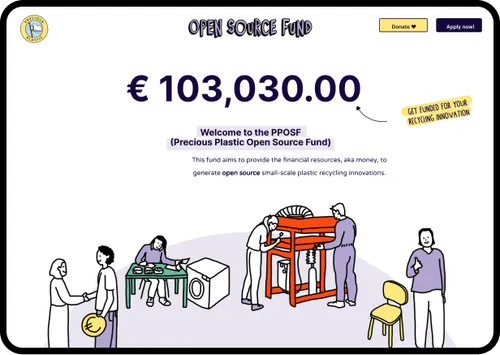 PRECIOUS
PLASTIC
OPEN SOURCE FUND
Donate ♥
Apply now!
€ 103,030.00
GET FUNDED FOR YOUR
RECYCLING INNOVATION
Welcome to the PPOSF
(Precious Plastic Open Source Fund)
This fund aims to provide the financial resources, aka money, to
generate open source small-scale plastic recycling innovations.
€